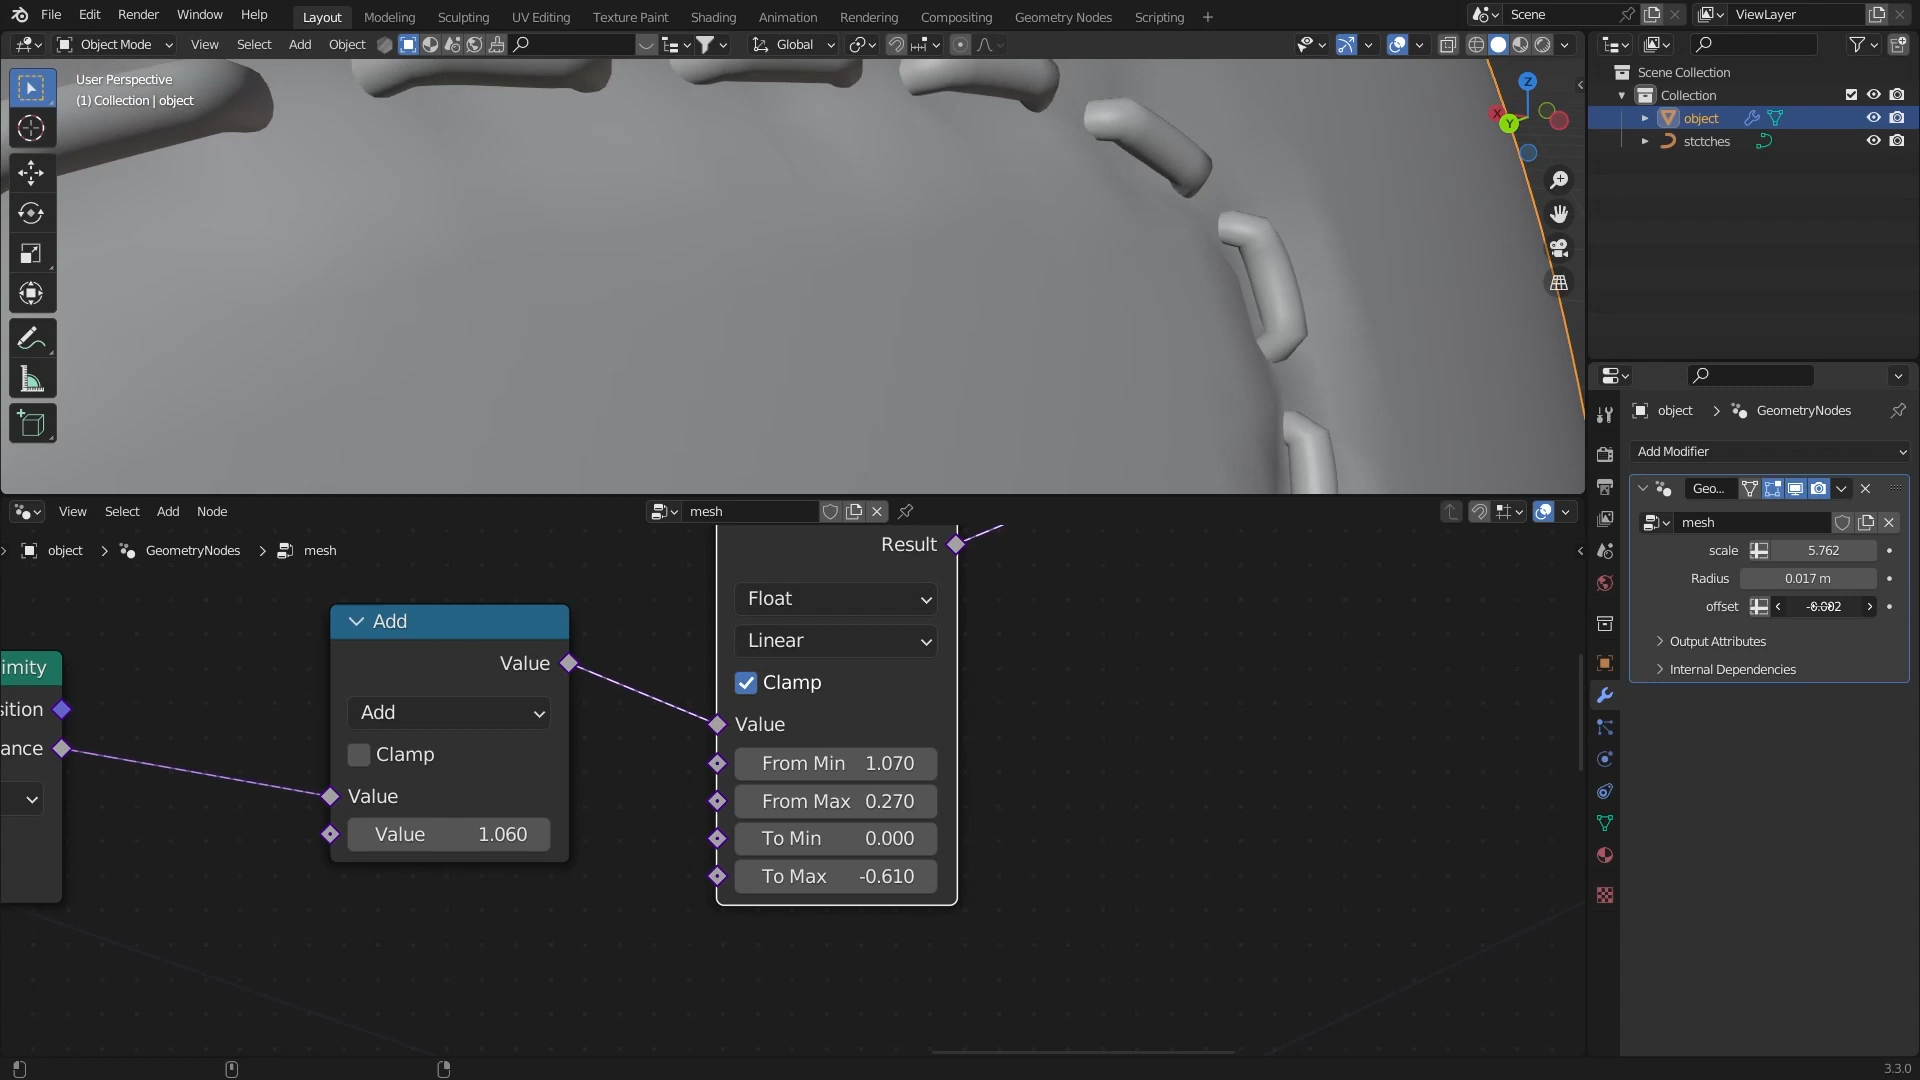 File Edit Render Window Help
Layout Modeling Sculpting UV Editing Texture Paint Shading Animation Rendering Compositing Geometry Nodes Scripting +
Scene
ViewLayer
Object Mode View Select Add Object
Global
User Perspective
(1) Collection | object
Z
X
Y
Scene Collection
Collection
object
stctches
object > GeometryNodes
Add Modifier
Geo...
mesh
scale 5.762
Radius 0.017 m
offset
Output Attributes
Internal Dependencies
View Select Add Node
mesh
object > GeometryNodes > mesh
Result
Float
Linear
Clamp
Value
From Min 1.070
From Max 0.270
To Min 0.000
To Max -0.610
Add
Value
Add
Clamp
Value
Value 1.060
imity
sition
ance
3.3.0